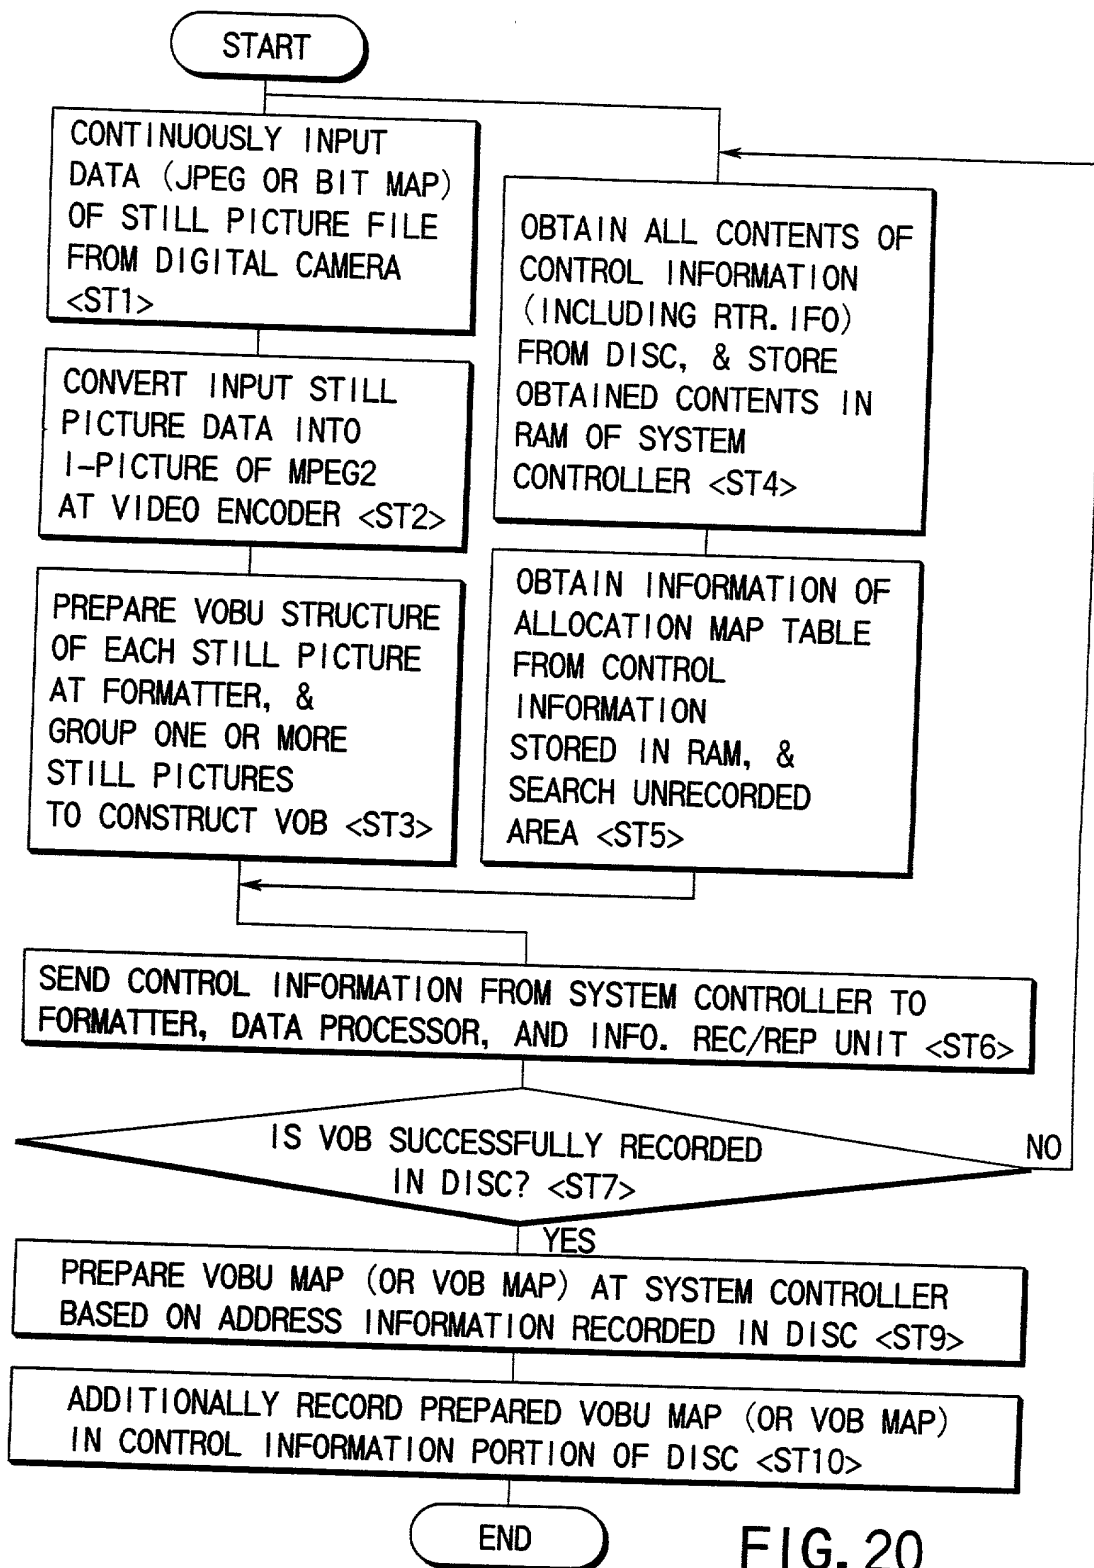 START
CONTINUOUSLY INPUT
DATA (JPEG OR BIT MAP)
OF STILL PICTURE FILE
FROM DIGITAL CAMERA
<ST1>
CONVERT INPUT STILL
PICTURE DATA INTO
I-PICTURE OF MPEG2
AT VIDEO ENCODER <ST2>
PREPARE VOBU STRUCTURE
OF EACH STILL PICTURE
AT FORMATTER, &
GROUP ONE OR MORE
STILL PICTURES
TO CONSTRUCT VOB <ST3>
OBTAIN ALL CONTENTS OF
CONTROL INFORMATION
(INCLUDING RTR.IFO)
FROM DISC, & STORE
OBTAINED CONTENTS IN
RAM OF SYSTEM
CONTROLLER <ST4>
OBTAIN INFORMATION OF
ALLOCATION MAP TABLE
FROM CONTROL
INFORMATION
STORED IN RAM, &
SEARCH UNRECORDED
AREA <ST5>
SEND CONTROL INFORMATION FROM SYSTEM CONTROLLER TO
FORMATTER, DATA PROCESSOR, AND INFO. REC/REP UNIT <ST6>
IS VOB SUCCESSFULLY RECORDED
IN DISC? <ST7>
NO
YES
PREPARE VOBU MAP (OR VOB MAP) AT SYSTEM CONTROLLER
BASED ON ADDRESS INFORMATION RECORDED IN DISC <ST9>
ADDITIONALLY RECORD PREPARED VOBU MAP (OR VOB MAP)
IN CONTROL INFORMATION PORTION OF DISC <ST10>
END
FIG. 20